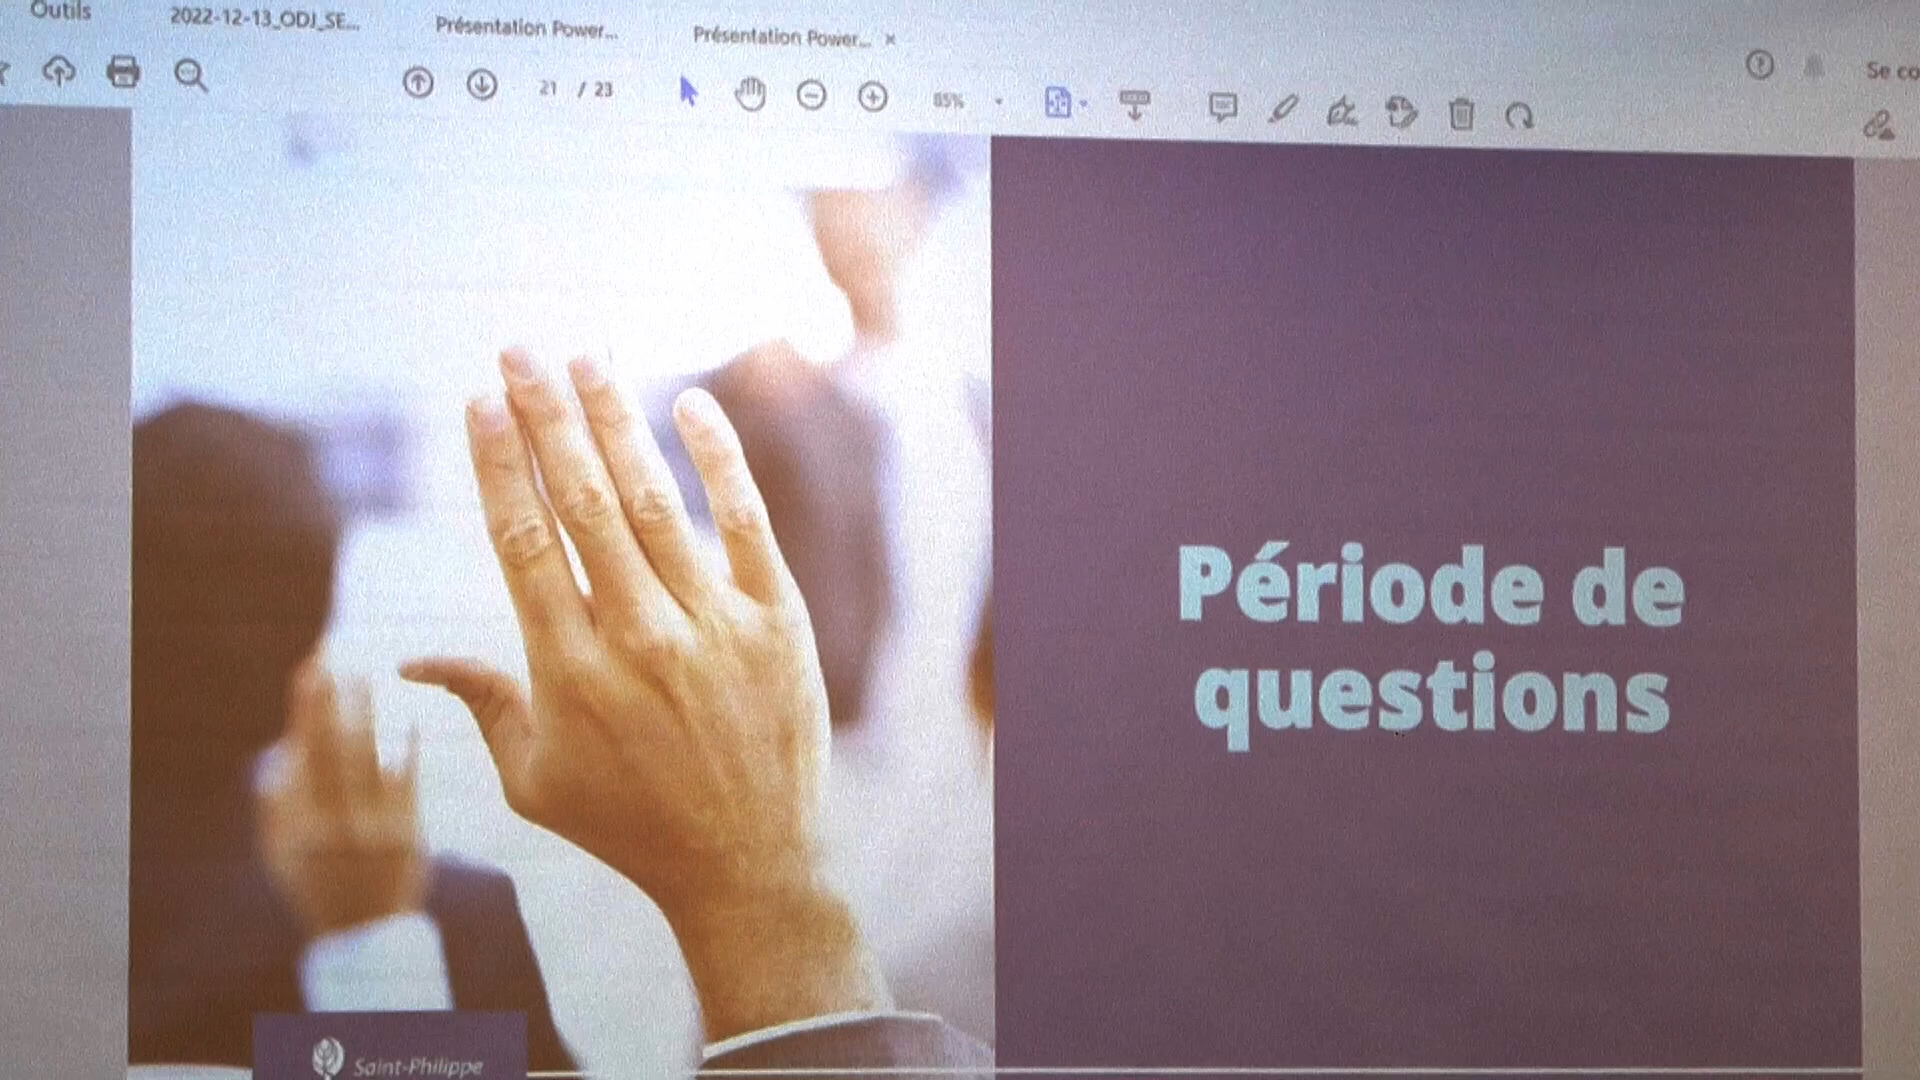 Outils
2022-12-13_ODJ_SE...
Présentation Power...
Présentation Power... ×
21 / 23
85%
Se co
Période de
questions
Saint-Philippe